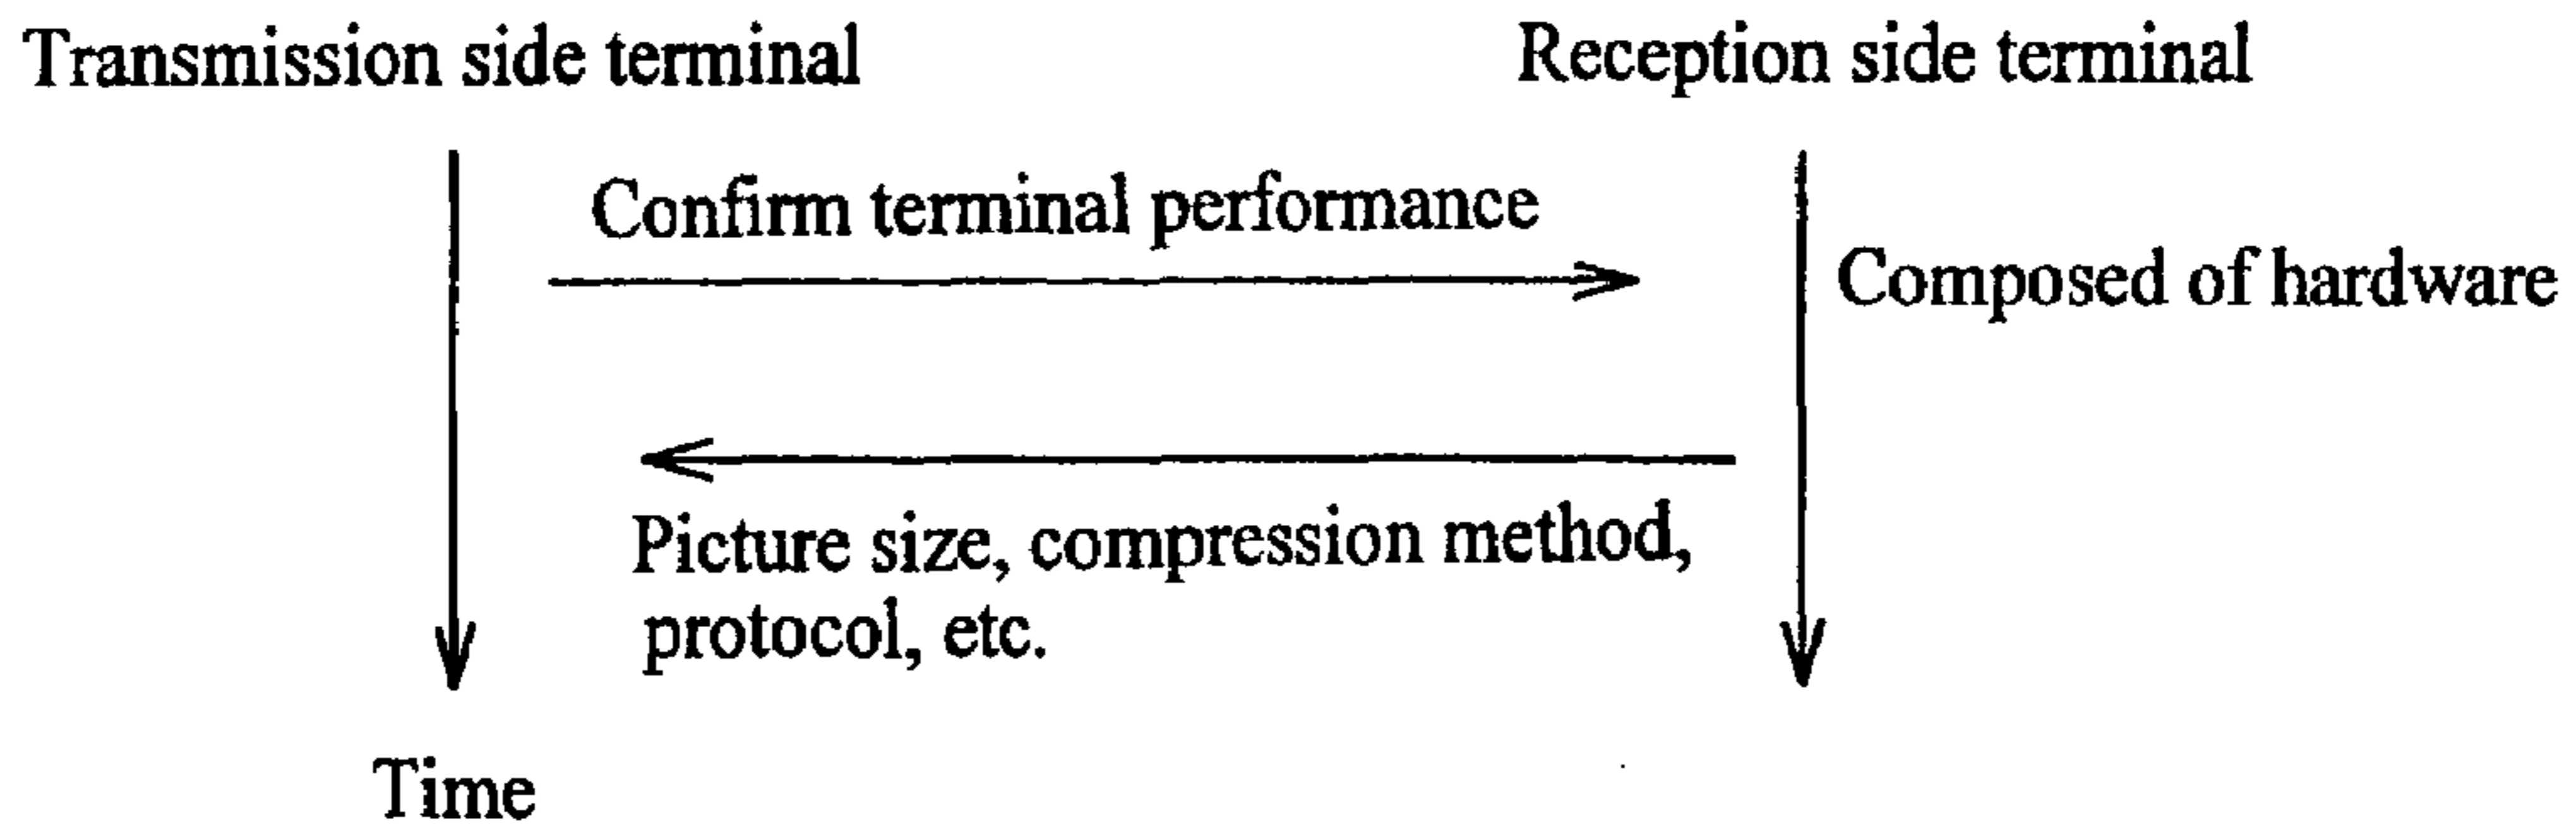 Transmission side terminal
Reception side terminal
Confirm terminal performance
Composed of hardware
Picture size, compression method,
protocol, etc.
Time